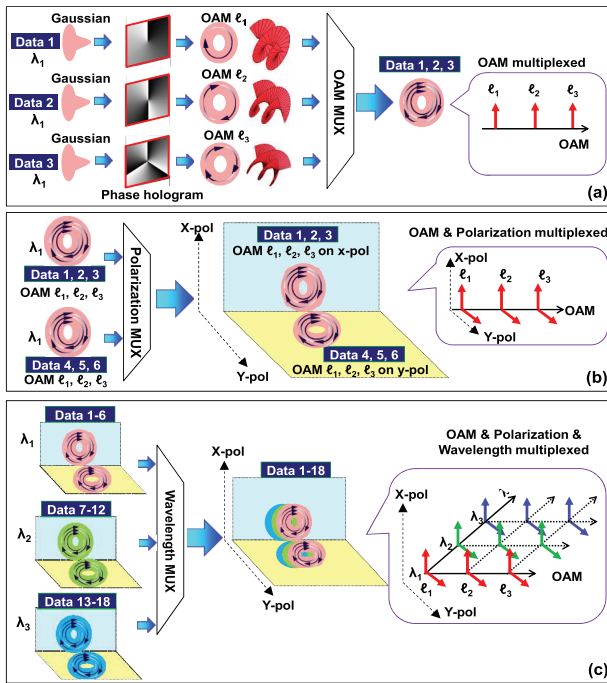 Gaussian
Data 1
λ1
OAM ℓ1
Gaussian
Data 2
λ1
OAM ℓ2
Gaussian
Data 3
λ1
OAM ℓ3
Phase hologram
OAM MUX
Data 1, 2, 3
OAM multiplexed
ℓ1 ℓ2 ℓ3
OAM
(a)
λ1
Data 1, 2, 3
OAM ℓ1, ℓ2, ℓ3
λ1
Data 4, 5, 6
OAM ℓ1, ℓ2, ℓ3
Polarization MUX
X-pol
Data 1, 2, 3
OAM ℓ1, ℓ2, ℓ3 on x-pol
Data 4, 5, 6
OAM ℓ1, ℓ2, ℓ3 on y-pol
Y-pol
OAM & Polarization multiplexed
X-pol
ℓ1 ℓ2 ℓ3
OAM
Y-pol
(b)
Data 1-6
λ1
Data 7-12
λ2
Data 13-18
λ3
Wavelength MUX
X-pol
Data 1-18
Y-pol
OAM & Polarization &
Wavelength multiplexed
X-pol
λ3
λ2
λ1
ℓ1 ℓ2 ℓ3
OAM
Y-pol
(c)